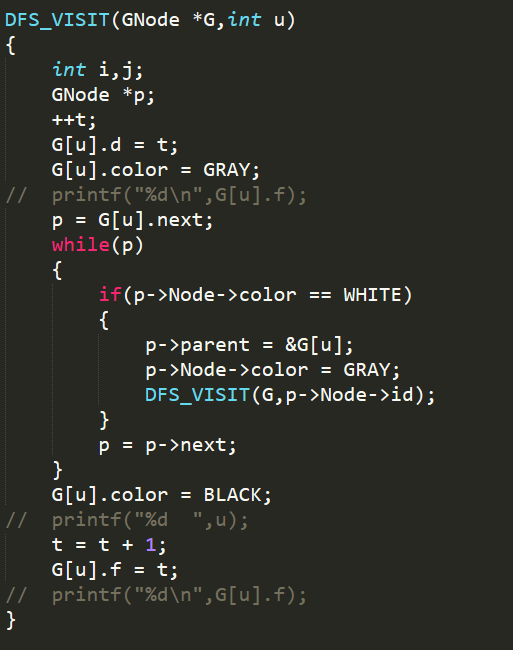 DFS_VISIT(GNode *G,int u)
{
    int i,j;
    GNode *p;
    ++t;
    G[u].d = t;
    G[u].color = GRAY;
//  printf("%d\n",G[u].f);
    p = G[u].next;
    while(p)
    {
        if(p->Node->color == WHITE)
        {
            p->parent = &G[u];
            p->Node->color = GRAY;
            DFS_VISIT(G,p->Node->id);
        }
        p = p->next;
    }
    G[u].color = BLACK;
//  printf("%d  ",u);
    t = t + 1;
    G[u].f = t;
//  printf("%d\n",G[u].f);
}